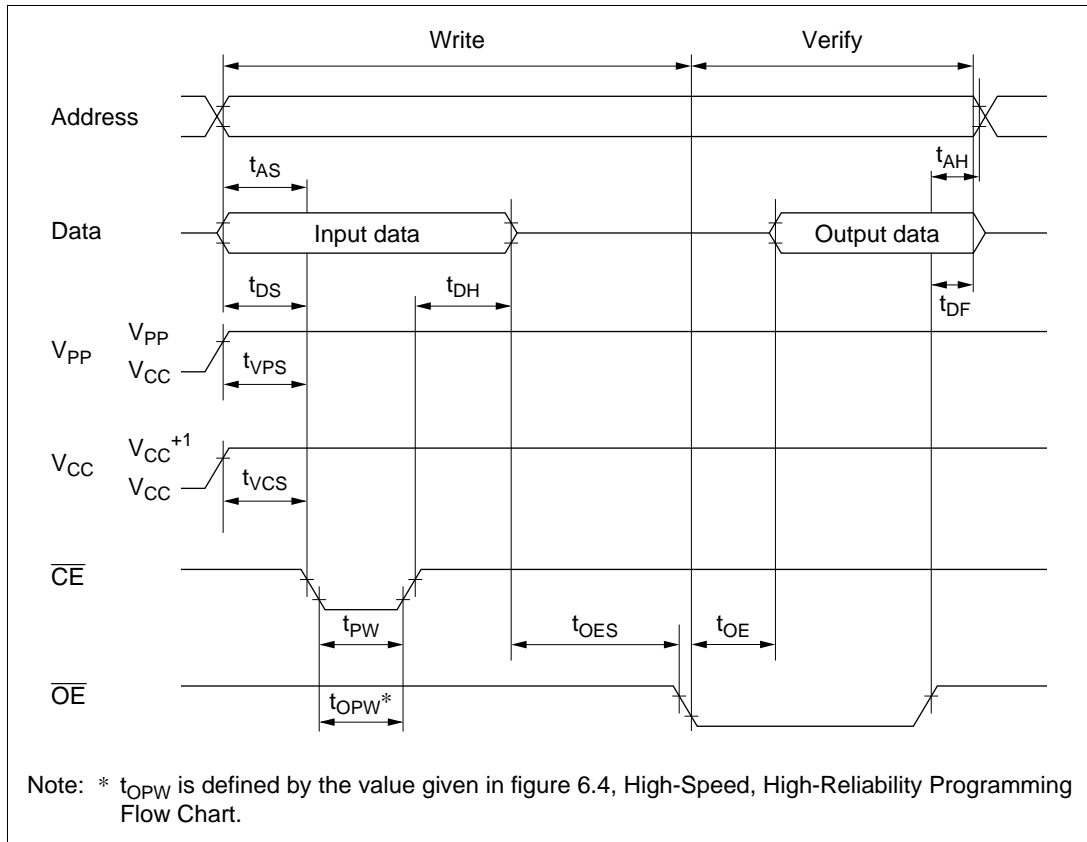 Write Verify
Address
tAH
tAS
Data Input data Output data
tDS tDH
tDF
VPP VPP
VCC
tVPS
VCC VCC+1
VCC
tVCS
CE
tPW tOES tOE
OE
tOPW*
Note: * tOPW is defined by the value given in figure 6.4, High-Speed, High-Reliability Programming
Flow Chart.